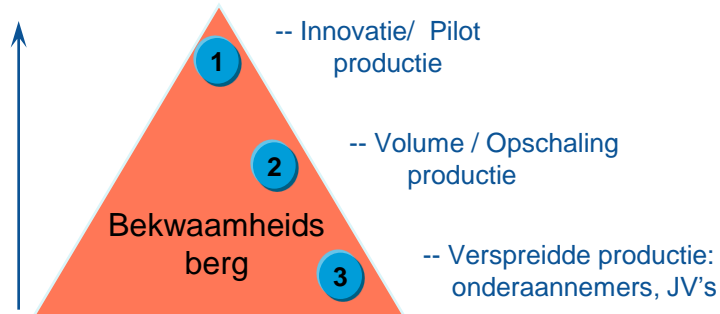 -- Innovatie/ Pilot
productie
1
-- Volume / Opschaling
productie
2
Bekwaamheids
berg
-- Verspreidde productie:
onderaannemers, JV's
3